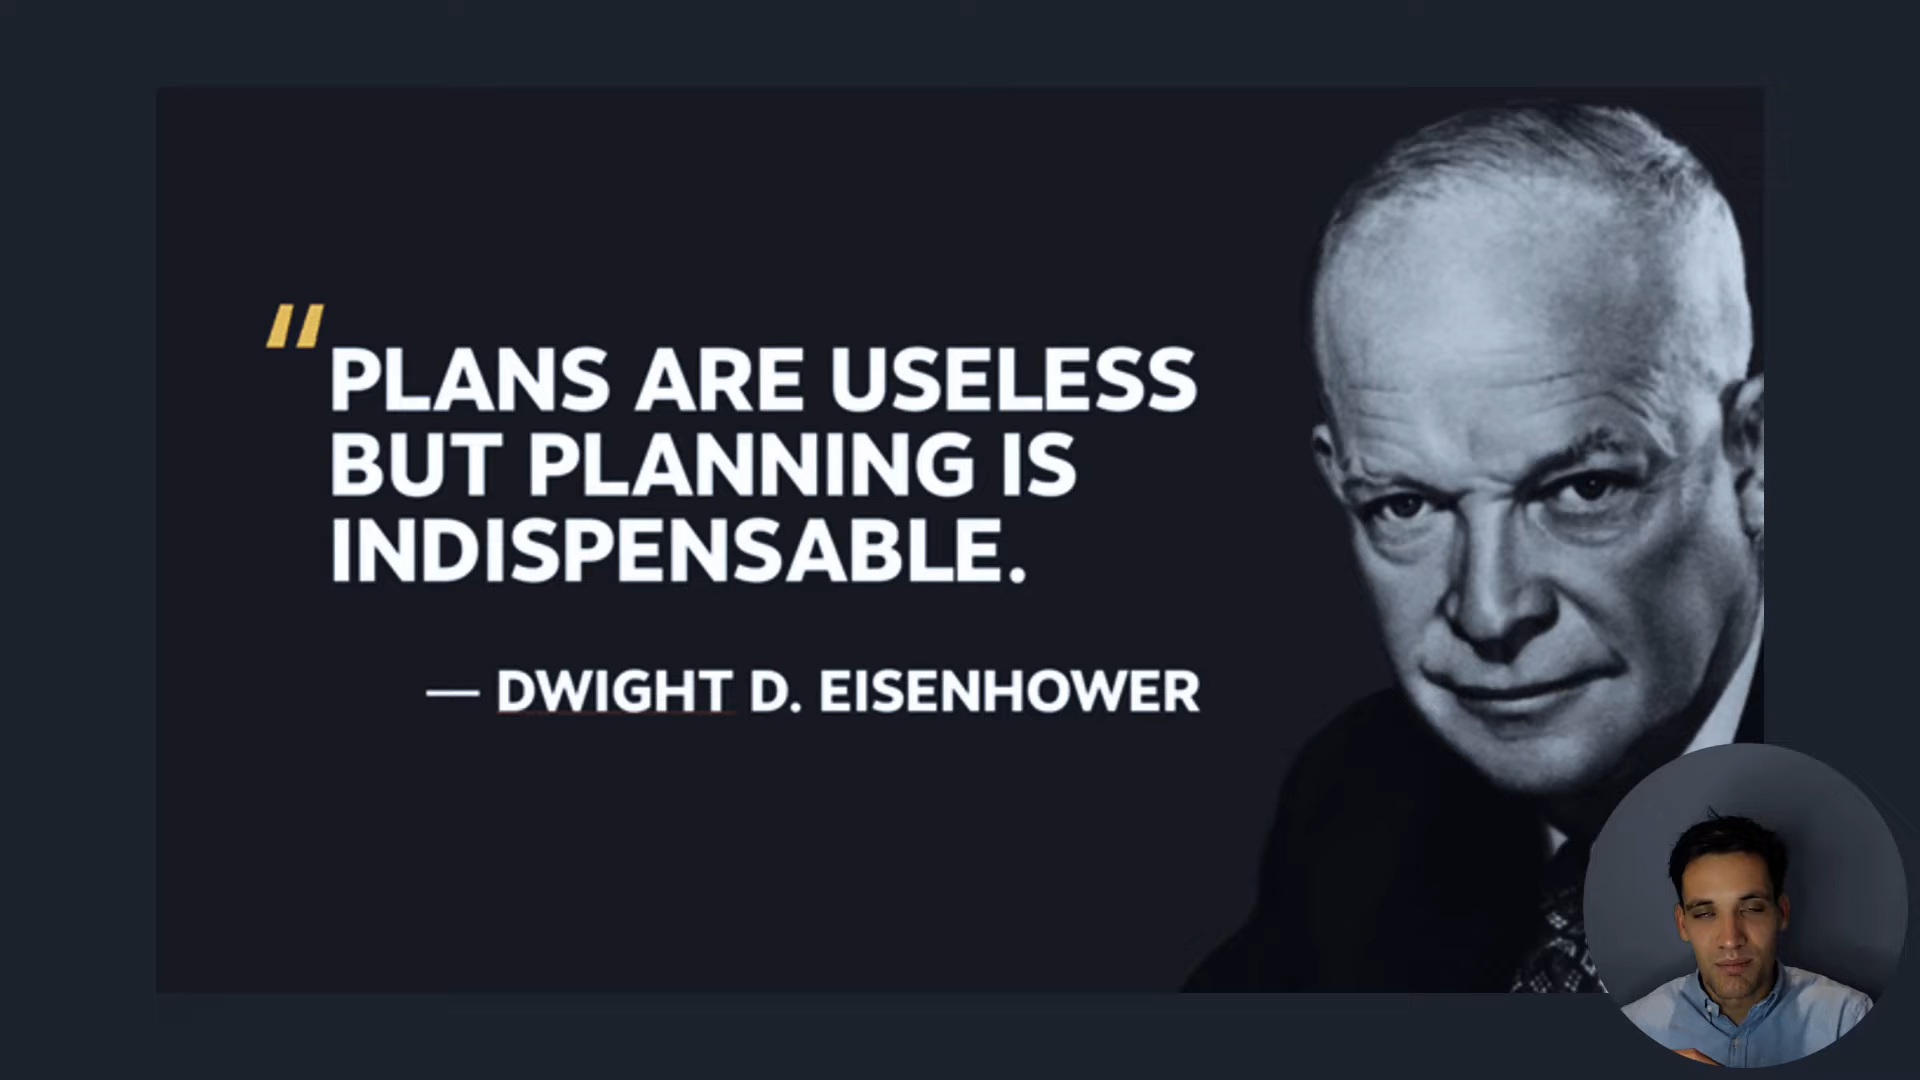 “PLANS ARE USELESS
BUT PLANNING IS
INDISPENSABLE.
— DWIGHT D. EISENHOWER